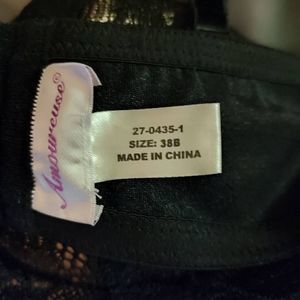 Amoureuse®
27-0435-1
SIZE: 38B
MADE IN CHINA